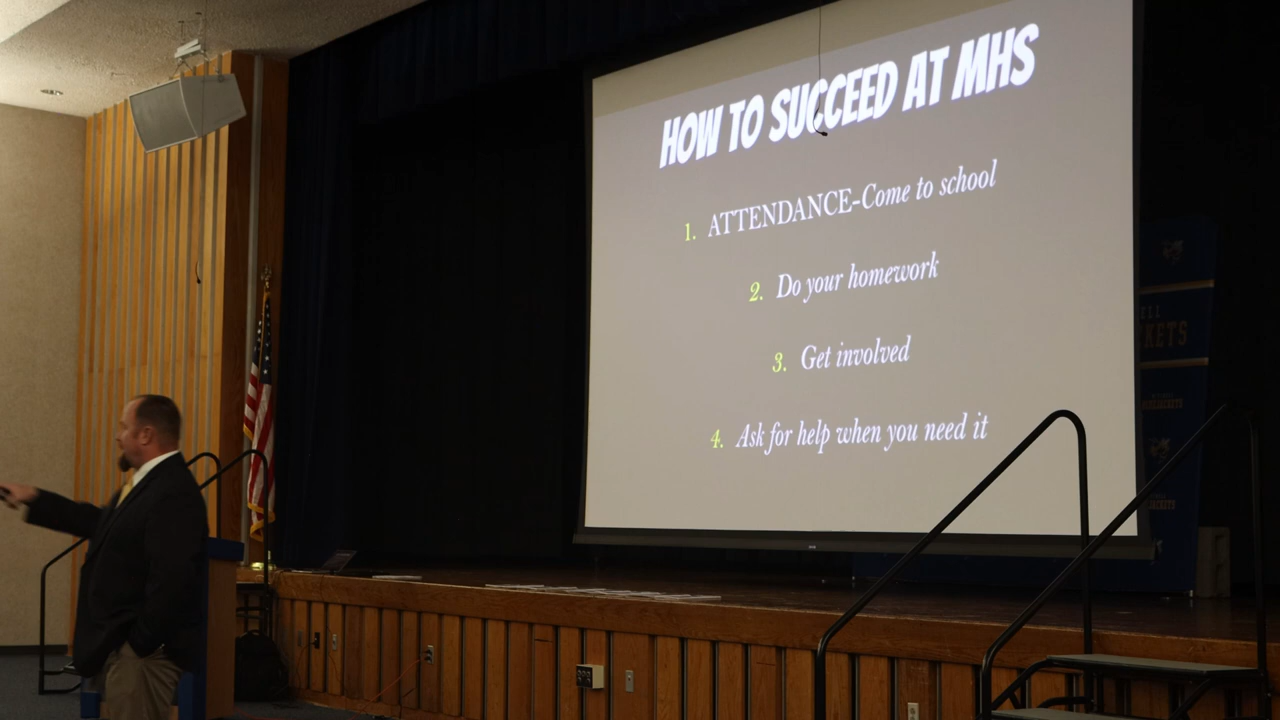 HOW TO SUCCEED AT MHS
1. ATTENDANCE-Come to school
2. Do your homework
3. Get involved
4. Ask for help when you need it